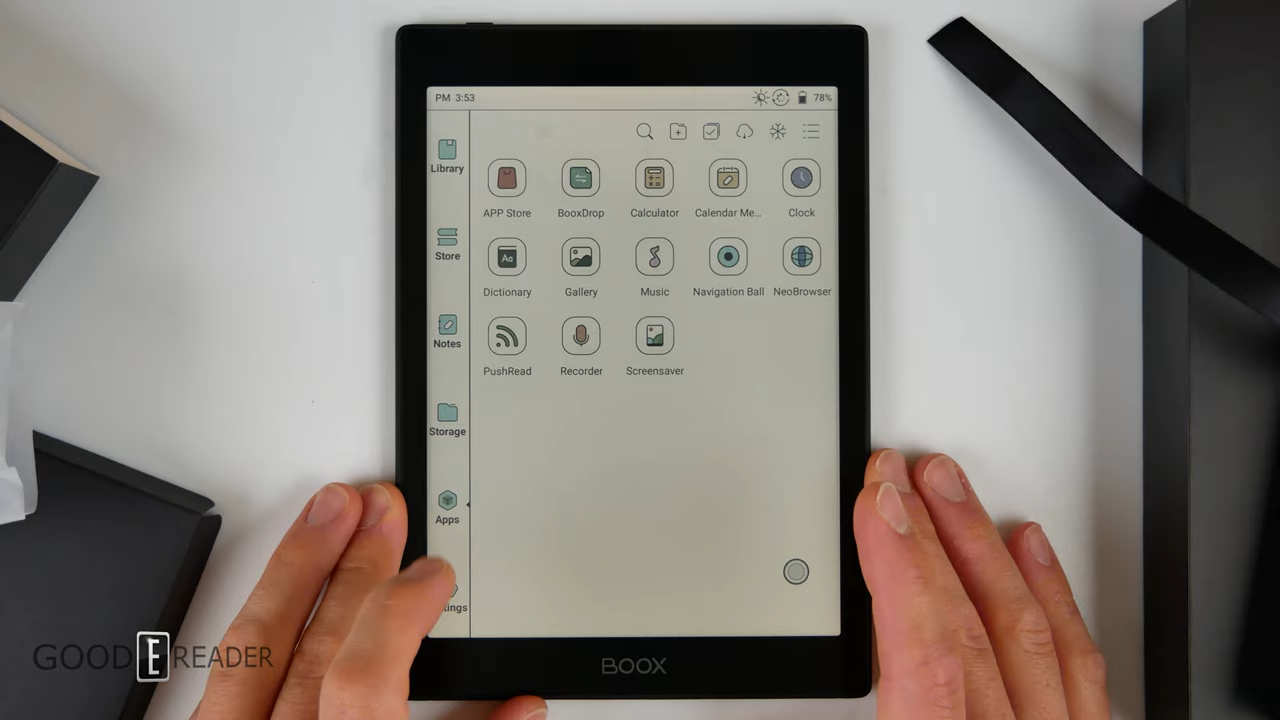 PM 3:53
78%
Library
Store
Notes
Storage
Apps
APP Store
BooxDrop
Calculator
Calendar Me...
Clock
Dictionary
Gallery
Music
Navigation Ball
NeoBrowser
PushRead
Recorder
Screensaver
tings
BOOX
GOOD E READER